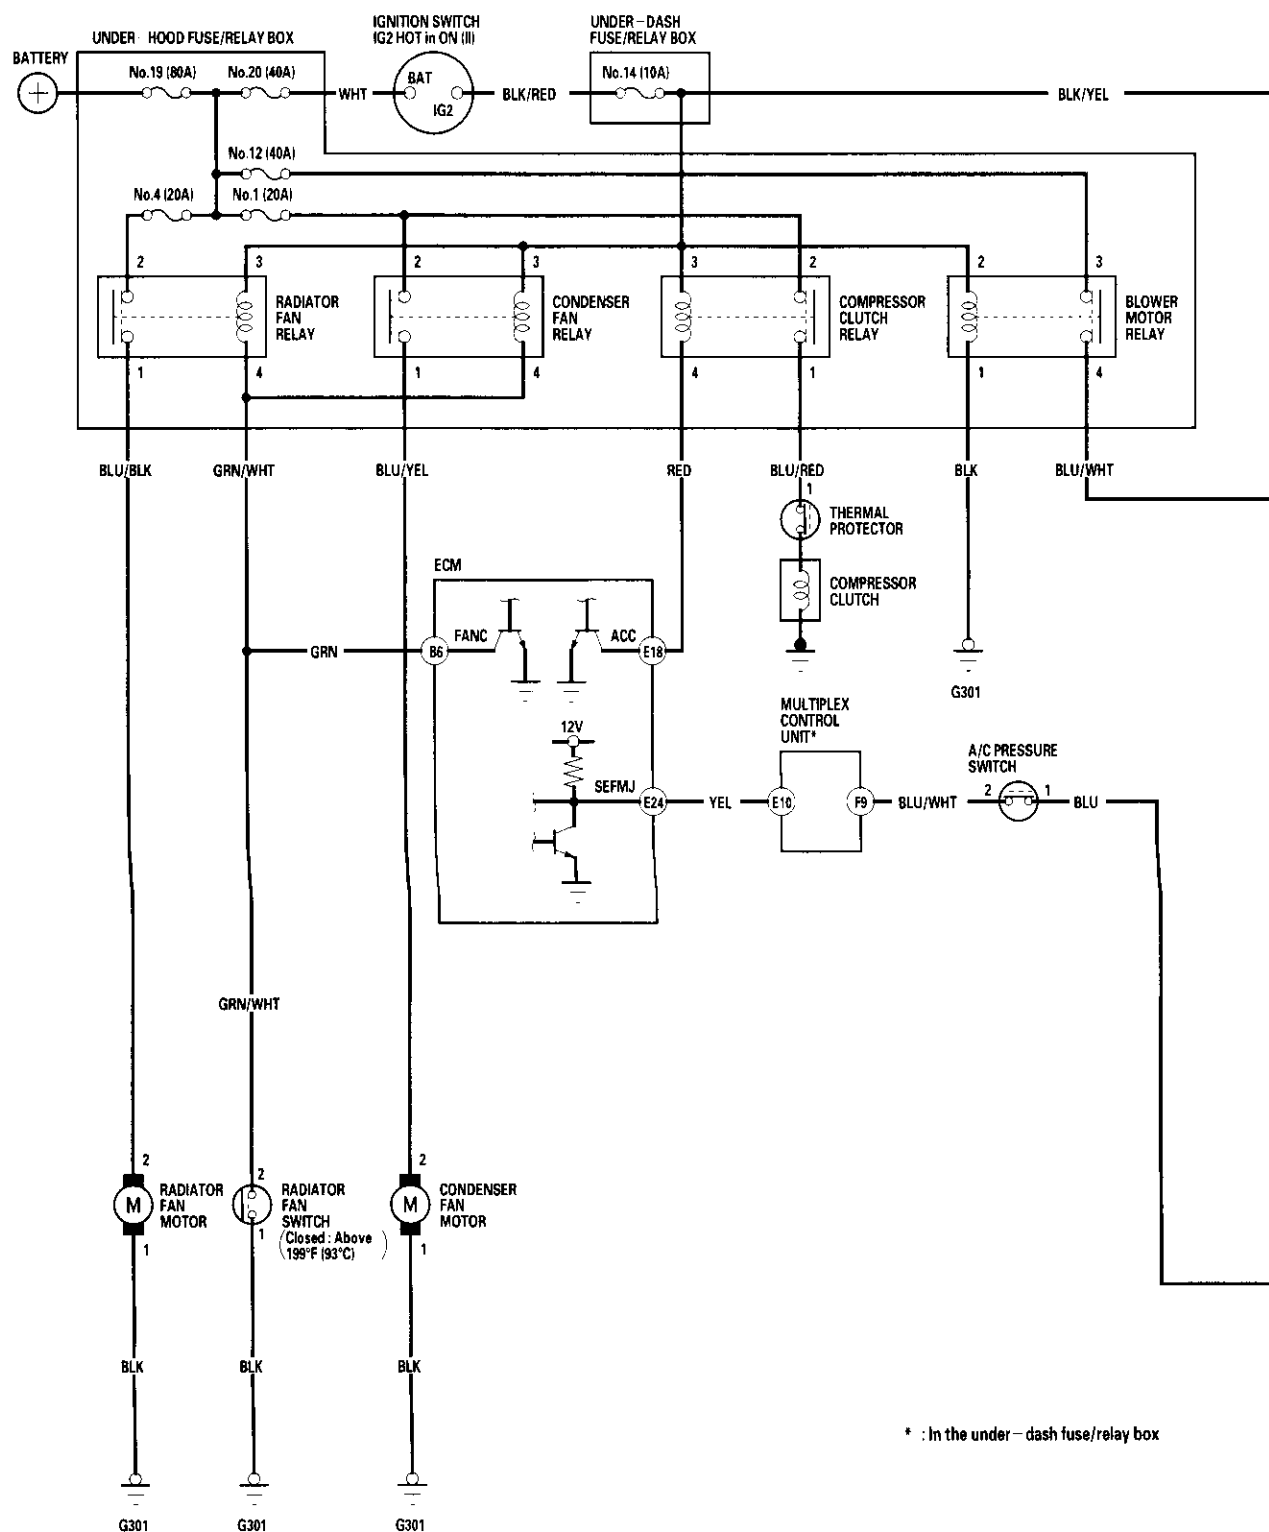 IGNITION SWITCH
IG2 HOT in ON (II)
UNDER-DASH
FUSE/RELAY BOX
UNDER- HOOD FUSE/RELAY BOX
BATTERY
No.19 (80A)
No.20 (40A)
BAT
IG2
No.14 (10A)
WHT
BLK/RED
BLK/YEL
No.12 (40A)
No.4 (20A)
No.1 (20A)
2
3
2
3
3
2
2
3
RADIATOR
FAN
RELAY
CONDENSER
FAN
RELAY
COMPRESSOR
CLUTCH
RELAY
BLOWER
MOTOR
RELAY
1
4
1
4
4
1
1
4
BLU/BLK
GRN/WHT
BLU/YEL
RED
BLU/RED
BLK
BLU/WHT
1
THERMAL
PROTECTOR
ECM
COMPRESSOR
CLUTCH
GRN
B6
FANC
ACC
E18
G301
MULTIPLEX
CONTROL
UNIT*
12V
A/C PRESSURE
SWITCH
SEFMJ
E24
YEL
E10
F9
BLU/WHT
2
1
BLU
GRN/WHT
2
2
2
M
RADIATOR
FAN
MOTOR
RADIATOR
FAN
SWITCH
(Closed : Above
199°F (93°C) )
M
CONDENSER
FAN
MOTOR
1
1
1
BLK
BLK
BLK
* : In the under-dash fuse/relay box
G301
G301
G301